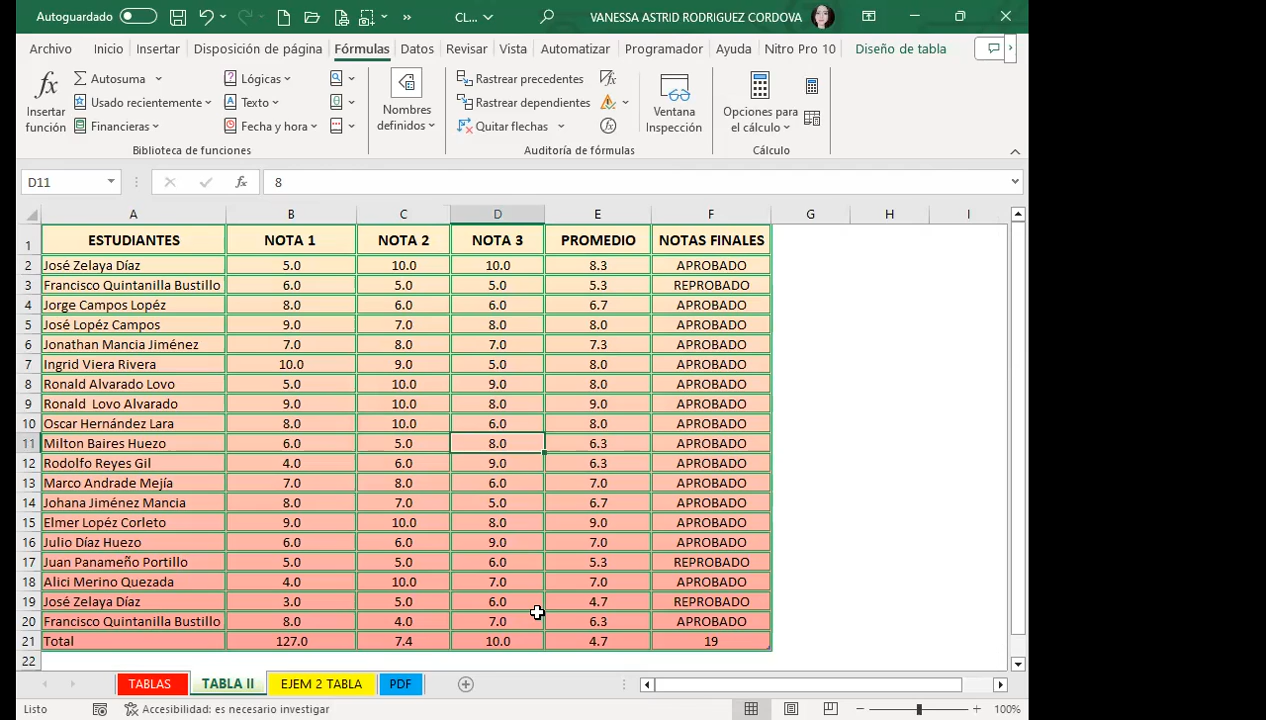 Autoguardado CL... VANESSA ASTRID RODRIGUEZ CORDOVA
Archivo Inicio Insertar Disposición de página Fórmulas Datos Revisar Vista Automatizar Programador Ayuda Nitro Pro 10 Diseño de tabla
Insertar función
Autosuma
Usado recientemente
Financieras
Lógicas
Texto
Fecha y hora
Biblioteca de funciones
Nombres definidos
Rastrear precedentes
Rastrear dependientes
Quitar flechas
Auditoría de fórmulas
Ventana Inspección
Opciones para el cálculo
Cálculo
D11 fx 8
A B C D E F G H I
1 ESTUDIANTES NOTA 1 NOTA 2 NOTA 3 PROMEDIO NOTAS FINALES
2 José Zelaya Díaz 5.0 10.0 10.0 8.3 APROBADO
3 Francisco Quintanilla Bustillo 6.0 5.0 5.0 5.3 REPROBADO
4 Jorge Campos Lopéz 8.0 6.0 6.0 6.7 APROBADO
5 José Lopéz Campos 9.0 7.0 8.0 8.0 APROBADO
6 Jonathan Mancia Jiménez 7.0 8.0 7.0 7.3 APROBADO
7 Ingrid Viera Rivera 10.0 9.0 5.0 8.0 APROBADO
8 Ronald Alvarado Lovo 5.0 10.0 9.0 8.0 APROBADO
9 Ronald  Lovo Alvarado 9.0 10.0 8.0 9.0 APROBADO
10 Oscar Hernández Lara 8.0 10.0 6.0 8.0 APROBADO
11 Milton Baires Huezo 6.0 5.0 8.0 6.3 APROBADO
12 Rodolfo Reyes Gil 4.0 6.0 9.0 6.3 APROBADO
13 Marco Andrade Mejía 7.0 8.0 6.0 7.0 APROBADO
14 Johana Jiménez Mancia 8.0 7.0 5.0 6.7 APROBADO
15 Elmer Lopéz Corleto 9.0 10.0 8.0 9.0 APROBADO
16 Julio Díaz Huezo 6.0 6.0 9.0 7.0 APROBADO
17 Juan Panameño Portillo 5.0 5.0 6.0 5.3 REPROBADO
18 Alici Merino Quezada 4.0 10.0 7.0 7.0 APROBADO
19 José Zelaya Díaz 3.0 5.0 6.0 4.7 REPROBADO
20 Francisco Quintanilla Bustillo 8.0 4.0 7.0 6.3 APROBADO
21 Total 127.0 7.4 10.0 4.7 19
22
TABLAS TABLA II EJEM 2 TABLA PDF
Listo Accesibilidad: es necesario investigar 100%